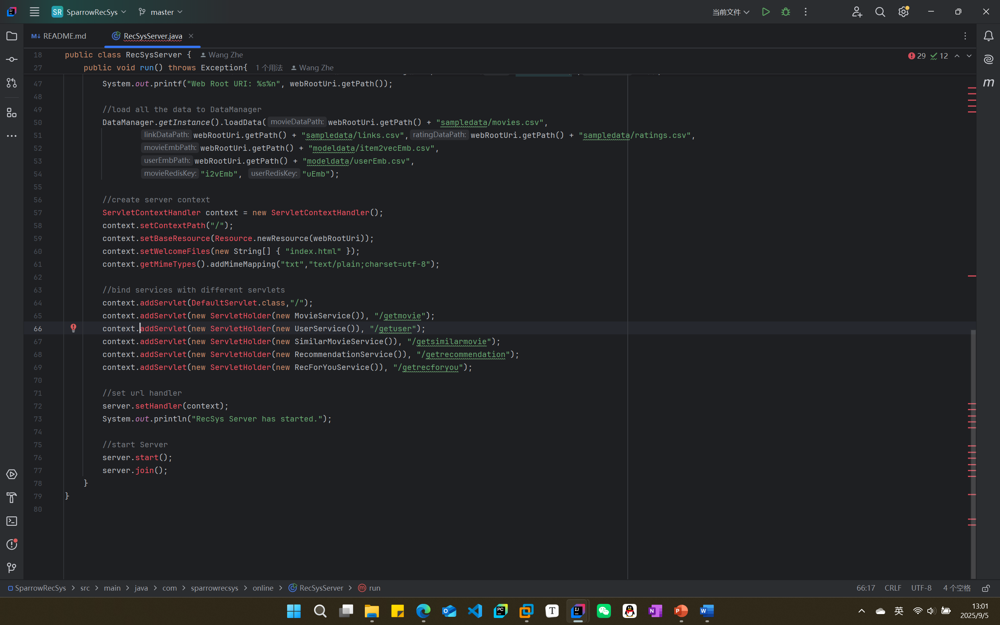 SR SparrowRecSys master 当前文件
README.md RecSysServer.java
18 public class RecSysServer { Wang Zhe 29 12
27 public void run() throws Exception{ 1 个用法 Wang Zhe
47 System.out.printf("Web Root URI: %s%n", webRootUri.getPath());
48
49 //load all the data to DataManager
50 DataManager.getInstance().loadData( movieDataPath: webRootUri.getPath() + "sampledata/movies.csv",
51 linkDataPath: webRootUri.getPath() + "sampledata/links.csv", ratingDataPath: webRootUri.getPath() + "sampledata/ratings.csv",
52 movieEmbPath: webRootUri.getPath() + "modeldata/item2vecEmb.csv",
53 userEmbPath: webRootUri.getPath() + "modeldata/userEmb.csv",
54 movieRedisKey: "i2vEmb", userRedisKey: "uEmb");
55
56 //create server context
57 ServletContextHandler context = new ServletContextHandler();
58 context.setContextPath("/");
59 context.setBaseResource(Resource.newResource(webRootUri));
60 context.setWelcomeFiles(new String[] { "index.html" });
61 context.getMimeTypes().addMimeMapping("txt","text/plain;charset=utf-8");
62
63 //bind services with different servlets
64 context.addServlet(DefaultServlet.class,"/");
65 context.addServlet(new ServletHolder(new MovieService()), "/getmovie");
66 context.addServlet(new ServletHolder(new UserService()), "/getuser");
67 context.addServlet(new ServletHolder(new SimilarMovieService()), "/getsimilarmovie");
68 context.addServlet(new ServletHolder(new RecommendationService()), "/getrecommendation");
69 context.addServlet(new ServletHolder(new RecForYouService()), "/getrecforyou");
70
71 //set url handler
72 server.setHandler(context);
73 System.out.println("RecSys Server has started.");
74
75 //start Server
76 server.start();
77 server.join();
78 }
79 }
80
SparrowRecSys > src > main > java > com > sparrowrecsys > online > RecSysServer > run 66:17 CRLF UTF-8 4 个空格
英 13:01
2025/9/5